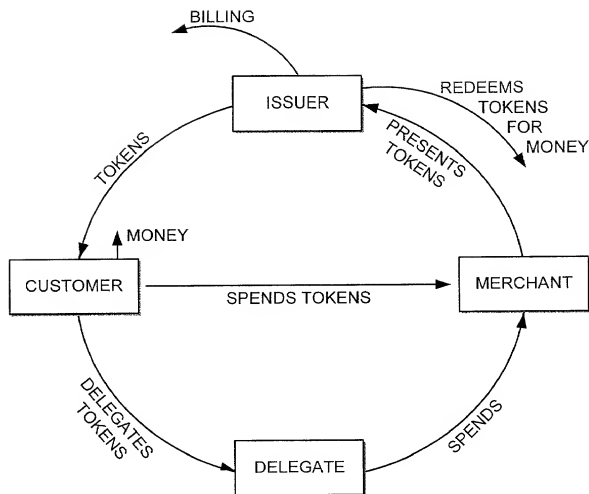 BILLING
ISSUER
REDEEMS
TOKENS
FOR
MONEY
PRESENTS
TOKENS
TOKENS
MONEY
CUSTOMER
SPENDS TOKENS
MERCHANT
DELEGATES
TOKENS
SPENDS
DELEGATE